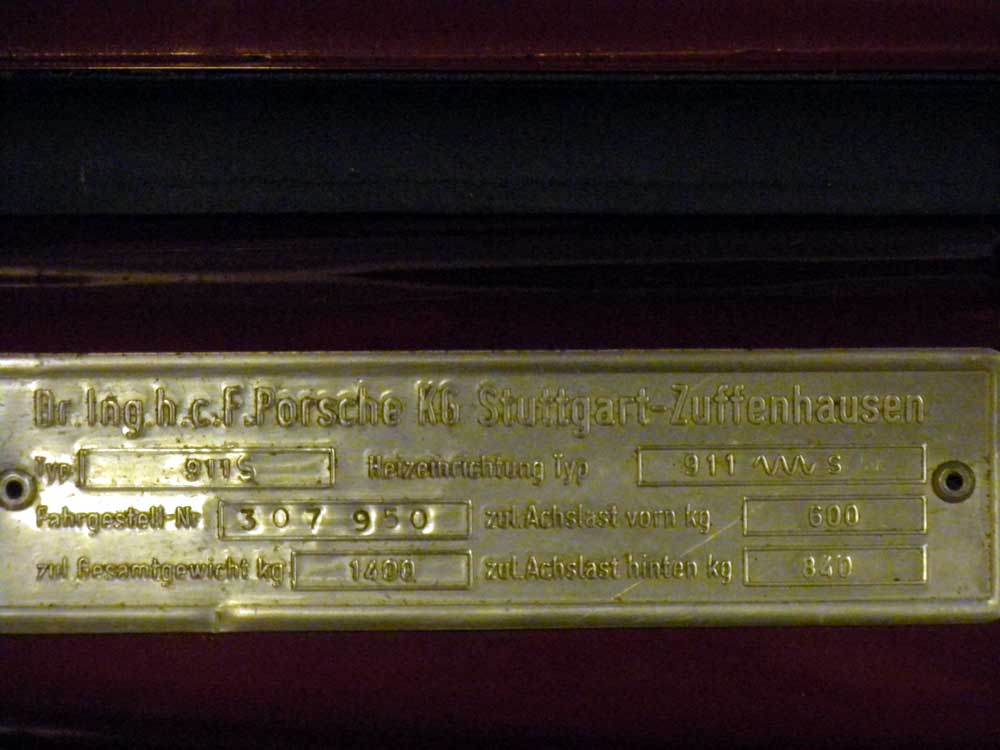 Dr. Ing. h. c. F. Porsche KG Stuttgart-Zuffenhausen
Typ 911S Heizeinrichtung Typ 911 S
Fahrgestell-Nr 307 950 zul. Achslast vorn kg 600
zul Gesamtgewicht kg 1400 zul. Achslast hinten kg 840